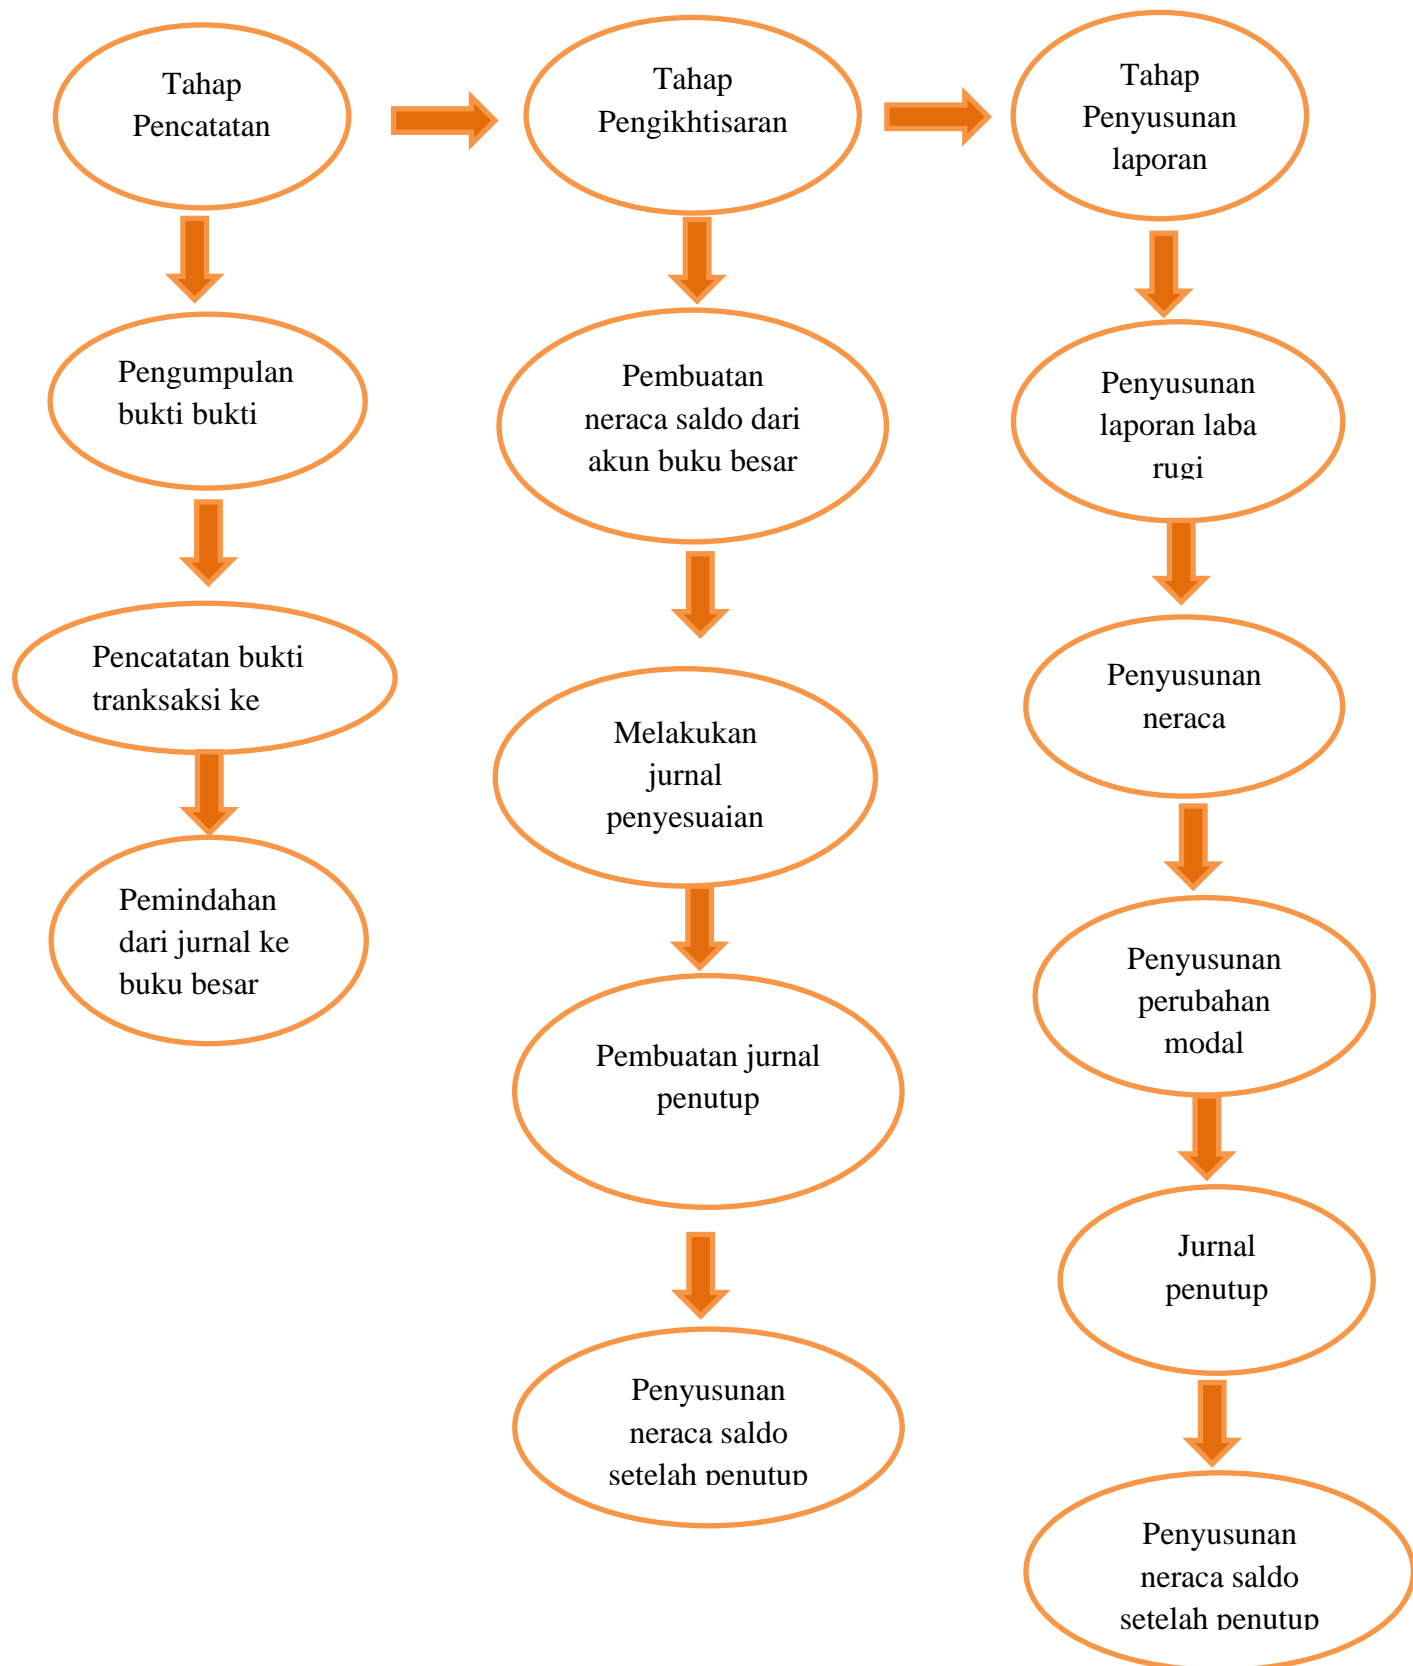 Tahap
Pencatatan
Tahap
Pengikhtisaran
Tahap
Penyusunan
laporan
Pengumpulan
bukti bukti
Pembuatan
neraca saldo dari
akun buku besar
Penyusunan
laporan laba
rugi
Pencatatan bukti
tranksaksi ke
Melakukan
jurnal
penyesuaian
Penyusunan
neraca
Pemindahan
dari jurnal ke
buku besar
Pembuatan jurnal
penutup
Penyusunan
perubahan
modal
Jurnal
penutup
Penyusunan
neraca saldo
setelah penutup
Penyusunan
neraca saldo
setelah penutup